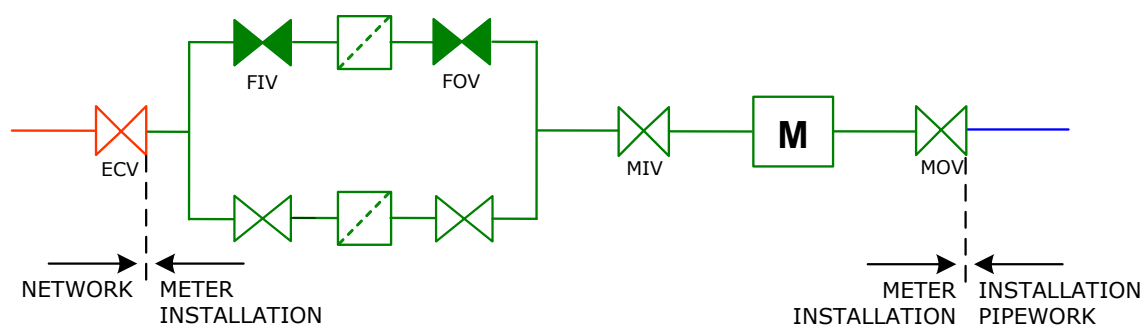 FIV
FOV
ECV
MIV
M
MOV
NETWORK
METER
INSTALLATION
METER
INSTALLATION
INSTALLATION
PIPEWORK